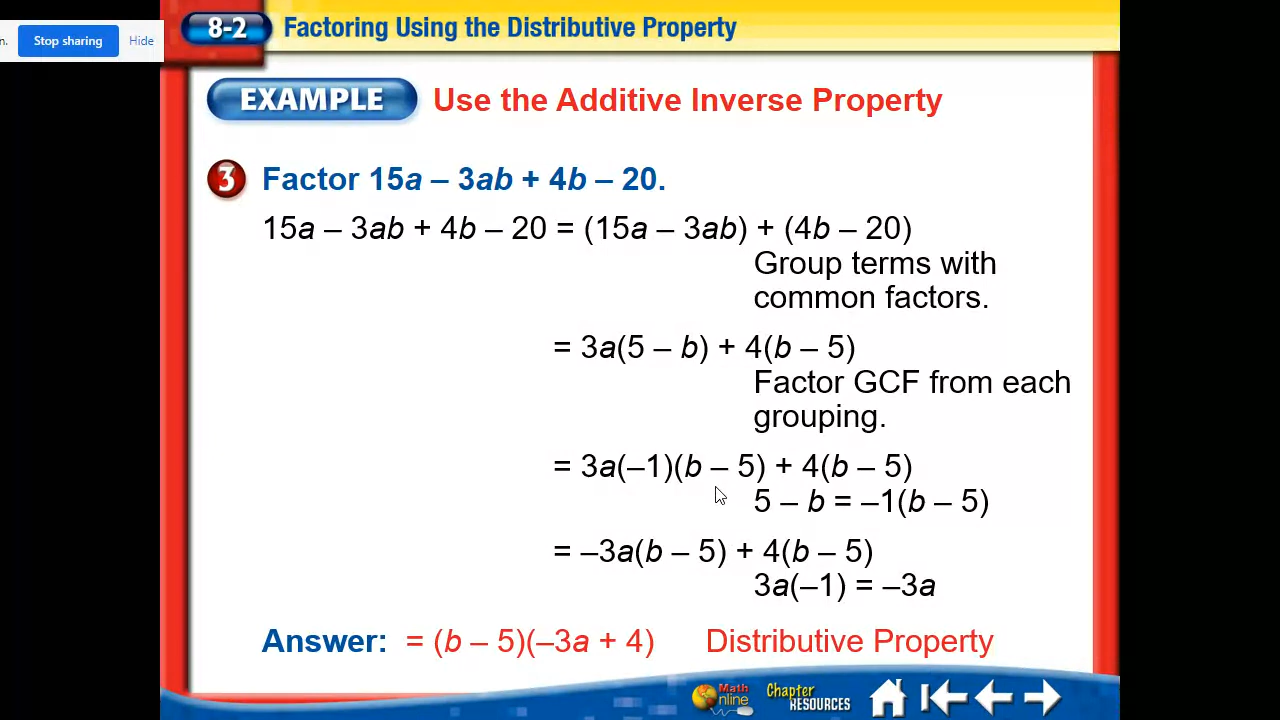 n. Stop sharing Hide
8-2 Factoring Using the Distributive Property
EXAMPLE Use the Additive Inverse Property
3 Factor 15a – 3ab + 4b – 20.
15a – 3ab + 4b – 20 = (15a – 3ab) + (4b – 20)
Group terms with
common factors.
= 3a(5 – b) + 4(b – 5)
Factor GCF from each
grouping.
= 3a(–1)(b – 5) + 4(b – 5)
5 – b = –1(b – 5)
= –3a(b – 5) + 4(b – 5)
3a(–1) = –3a
Answer: = (b – 5)(–3a + 4) Distributive Property
Math
nline
Chapter
RESOURCES